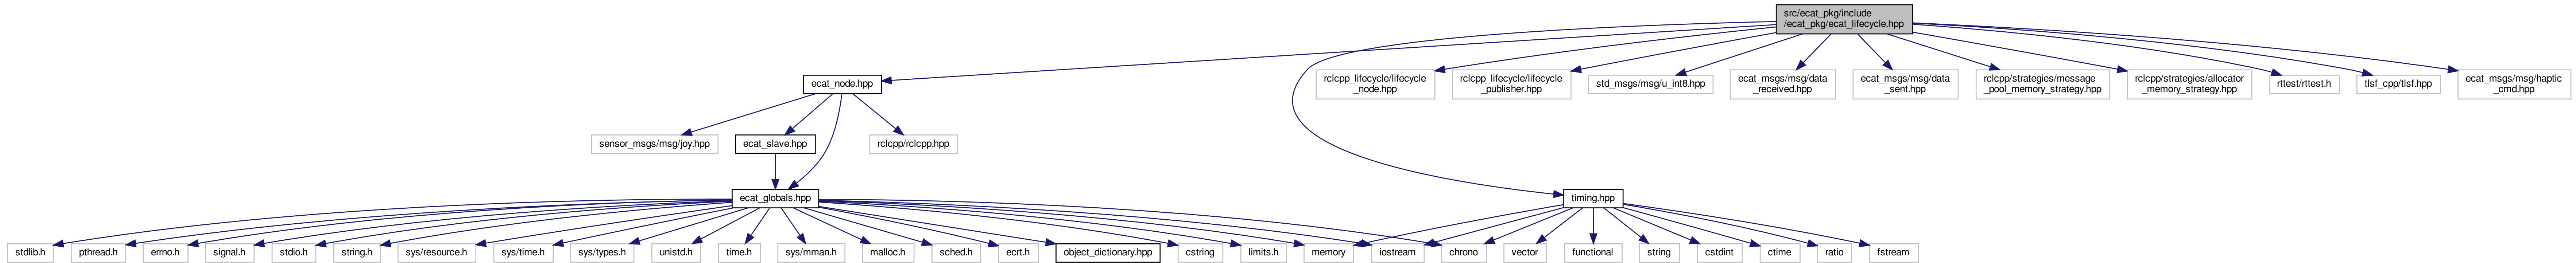 src/ecat_pkg/include
/ecat_pkg/ecat_lifecycle.hpp
ecat_node.hpp
rclcpp_lifecycle/lifecycle
_node.hpp
rclcpp_lifecycle/lifecycle
_publisher.hpp
std_msgs/msg/u_int8.hpp
ecat_msgs/msg/data
_received.hpp
ecat_msgs/msg/data
_sent.hpp
rclcpp/strategies/message
_pool_memory_strategy.hpp
rclcpp/strategies/allocator
_memory_strategy.hpp
rttest/rttest.h
tlsf_cpp/tlsf.hpp
ecat_msgs/msg/haptic
_cmd.hpp
sensor_msgs/msg/joy.hpp
ecat_slave.hpp
rclcpp/rclcpp.hpp
ecat_globals.hpp
timing.hpp
stdlib.h
pthread.h
errno.h
signal.h
stdio.h
string.h
sys/resource.h
sys/time.h
sys/types.h
unistd.h
time.h
sys/mman.h
malloc.h
sched.h
ecrt.h
object_dictionary.hpp
cstring
limits.h
memory
iostream
chrono
vector
functional
string
cstdint
ctime
ratio
fstream